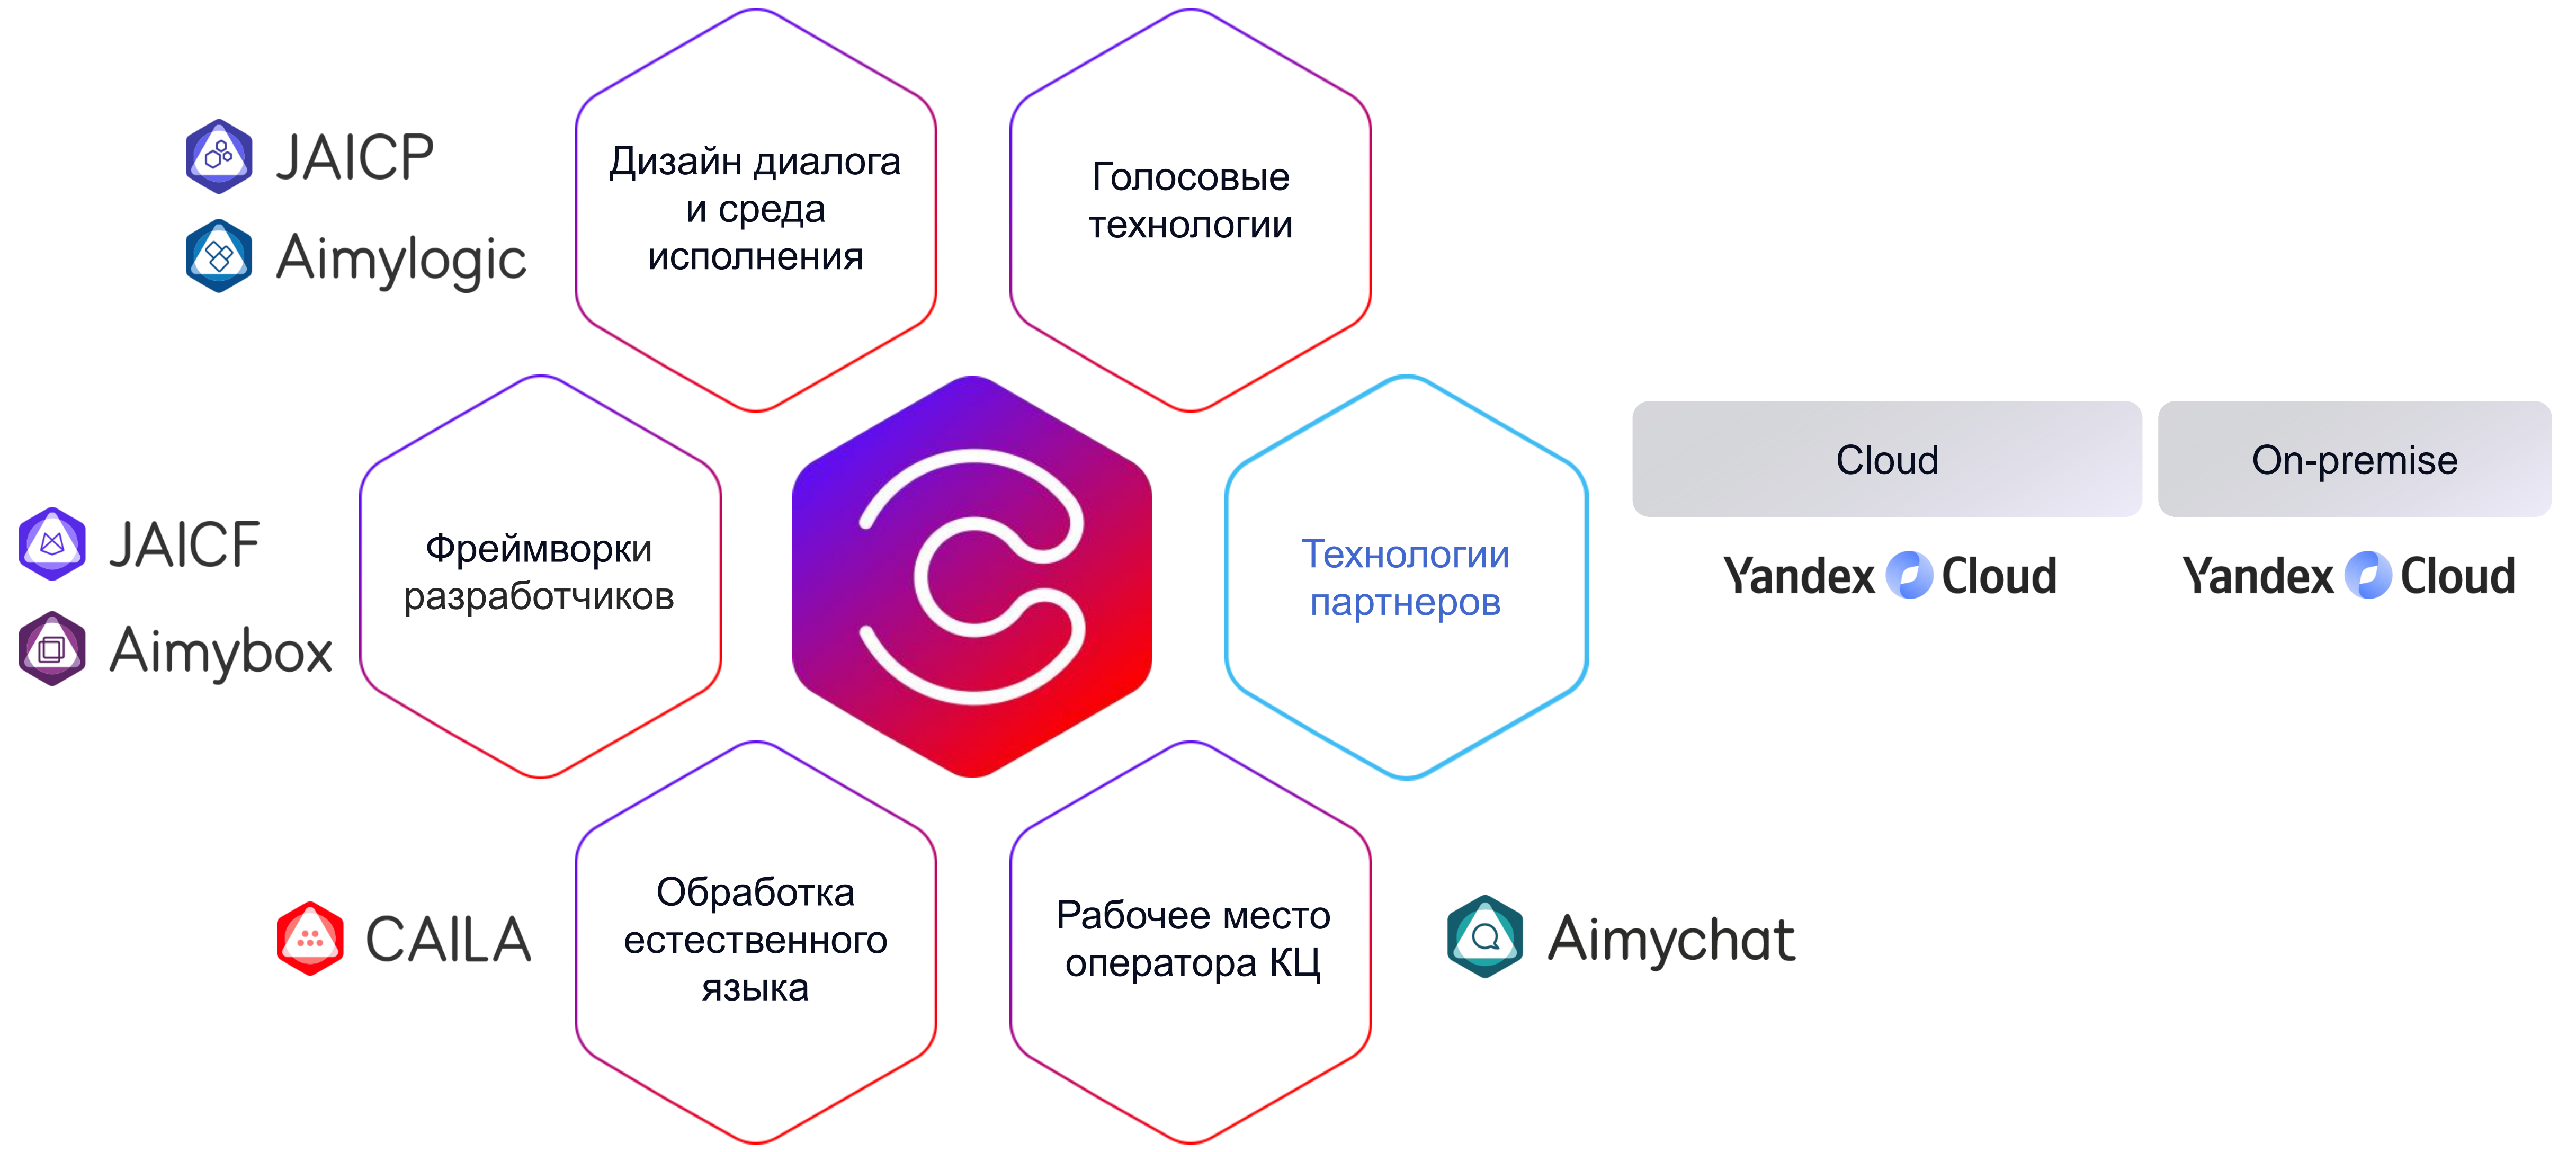 JAICP
Aimylogic
Дизайн диалога
и среда
исполнения
Голосовые
технологии
JAICF
Aimybox
Фреймворки
разработчиков
Технологии
партнеров
Cloud
On-premise
Yandex Cloud
Yandex Cloud
CAILA
Обработка
естественного
языка
Рабочее место
оператора КЦ
Aimychat